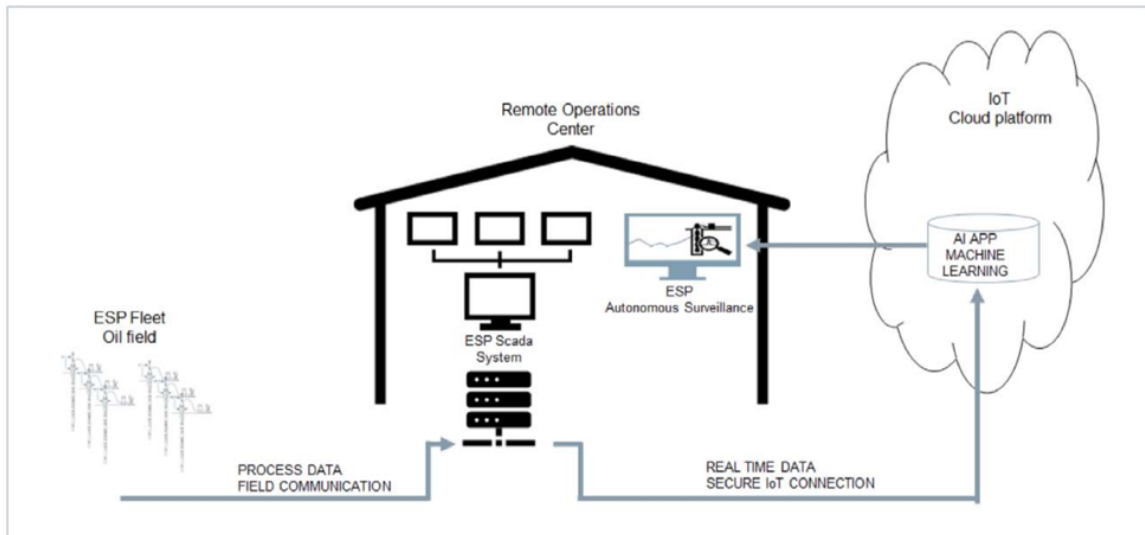 Remote Operations
Center
IoT
Cloud platform
AI APP
MACHINE
LEARNING
ESP
Autonomous Surveillance
ESP Scada
System
ESP Fleet
Oil field
PROCESS DATA
FIELD COMMUNICATION
REAL TIME DATA
SECURE IoT CONNECTION